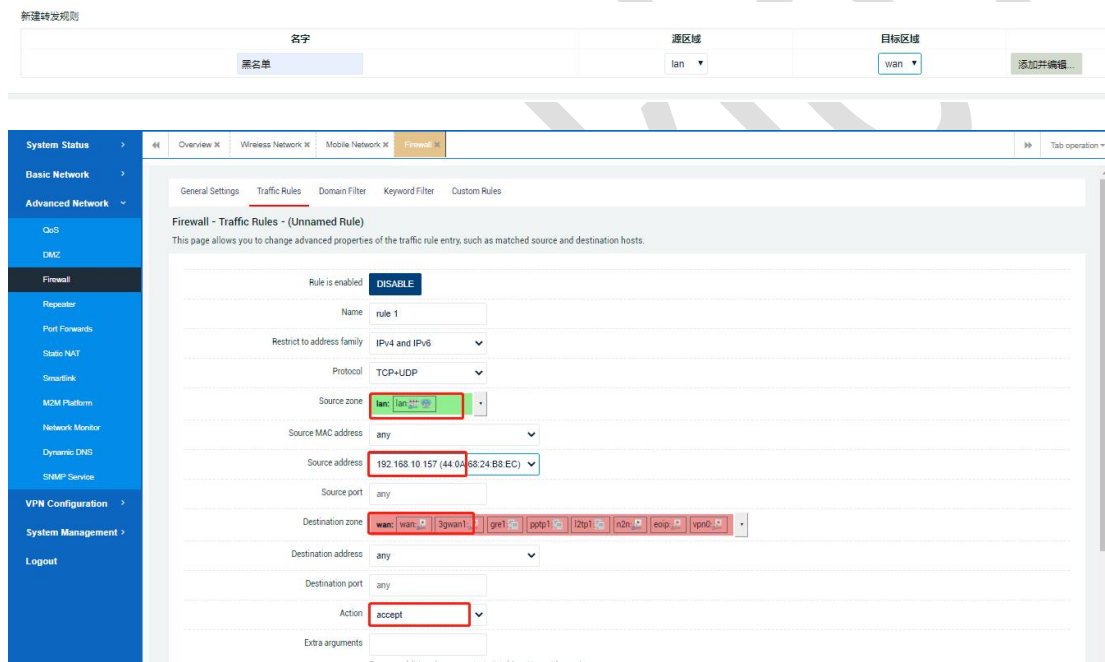 新建转发规则
名字 源区域 目标区域
黑名单 lan wan 添加并编辑...
System Status
Overview Wireless Network Mobile Network Firewall Tab operation
Basic Network
General Settings Traffic Rules Domain Filter Keyword Filter Custom Rules
Advanced Network
Firewall - Traffic Rules - (Unnamed Rule)
QoS
This page allows you to change advanced properties of the traffic rule entry, such as matched source and destination hosts.
DMZ
Firewall
Rule is enabled DISABLE
Repeater
Name rule 1
Port Forwards
Restrict to address family IPv4 and IPv6
Static NAT
Protocol TCP+UDP
Smartlink
M2M Platform
Source zone lan: lan:
Network Monitor
Source MAC address any
Dynamic DNS
Source address 192.168.10.157 (44:0A:68:24:B8:EC)
SNMP Service
Source port any
VPN Configuration
Destination zone wan: wan: 3gwan1: gre1: pptp1: l2tp1: n2n: eoip: vpn0:
System Management
Destination address any
Logout
Destination port any
Action accept
Extra arguments